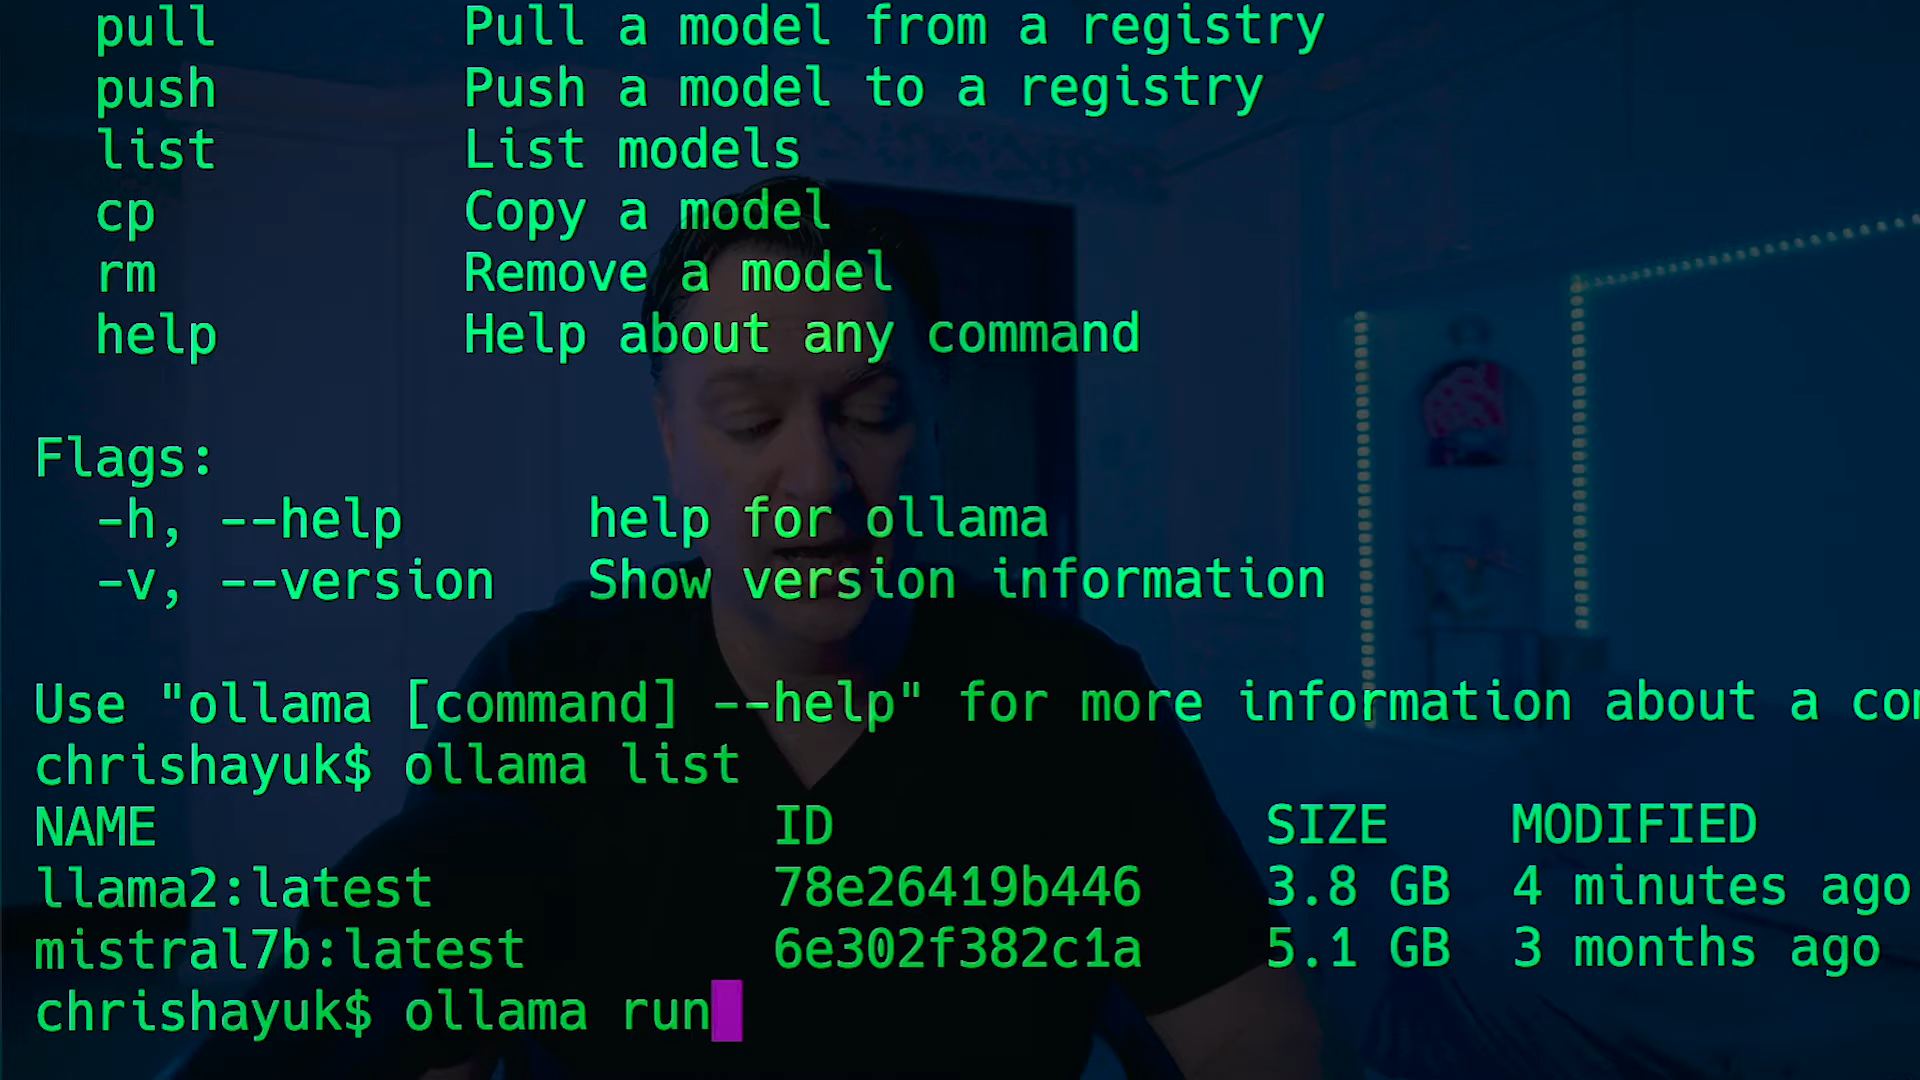 pull Pull a model from a registry
push Push a model to a registry
list List models
cp Copy a model
rm Remove a model
help Help about any command
Flags:
-h, --help help for ollama
-v, --version Show version information
Use "ollama [command] --help" for more information about a
chrishayuk$ ollama list
NAME ID SIZE MODIFIED
llama2:latest 78e26419b446 3.8 GB 4 minutes ago
mistral7b:latest 6e302f382c1a 5.1 GB 3 months ago
chrishayuk$ ollama run